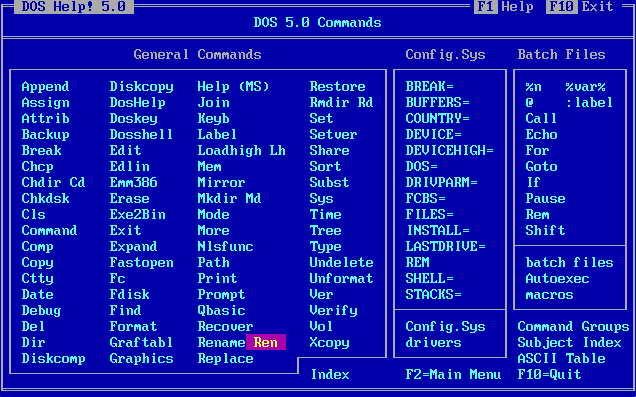 DOS Help! 5.0 F1 Help F10 Exit
DOS 5.0 Commands
General Commands Config.Sys Batch Files
Append Diskcopy Help (MS) Restore BREAK= %n %var%
Assign DosHelp Join Rmdir Rd BUFFERS= @ :label
Attrib Doskey Keyb Set COUNTRY= Call
Backup Dosshell Label Setver DEVICE= Echo
Break Edit Loadhigh Lh Share DEVICEHIGH= For
Chcp Edlin Mem Sort DOS= Goto
Chdir Cd Emm386 Mirror Subst DRIVPARM= If
Chkdsk Erase Mkdir Md Sys FCBS= Pause
Cls Exe2Bin Mode Time FILES= Rem
Command Exit More Tree INSTALL= Shift
Comp Expand Nlsfunc Type LASTDRIVE=
Copy Fastopen Path Undelete REM batch files
Ctty Fc Print Unformat SHELL= Autoexec
Date Fdisk Prompt Ver STACKS= macros
Debug Find Qbasic Verify
Del Format Recover Vol Config.Sys Command Groups
Dir Graftabl Rename Ren Xcopy drivers Subject Index
Diskcomp Graphics Replace ASCII Table
Index F2=Main Menu F10=Quit